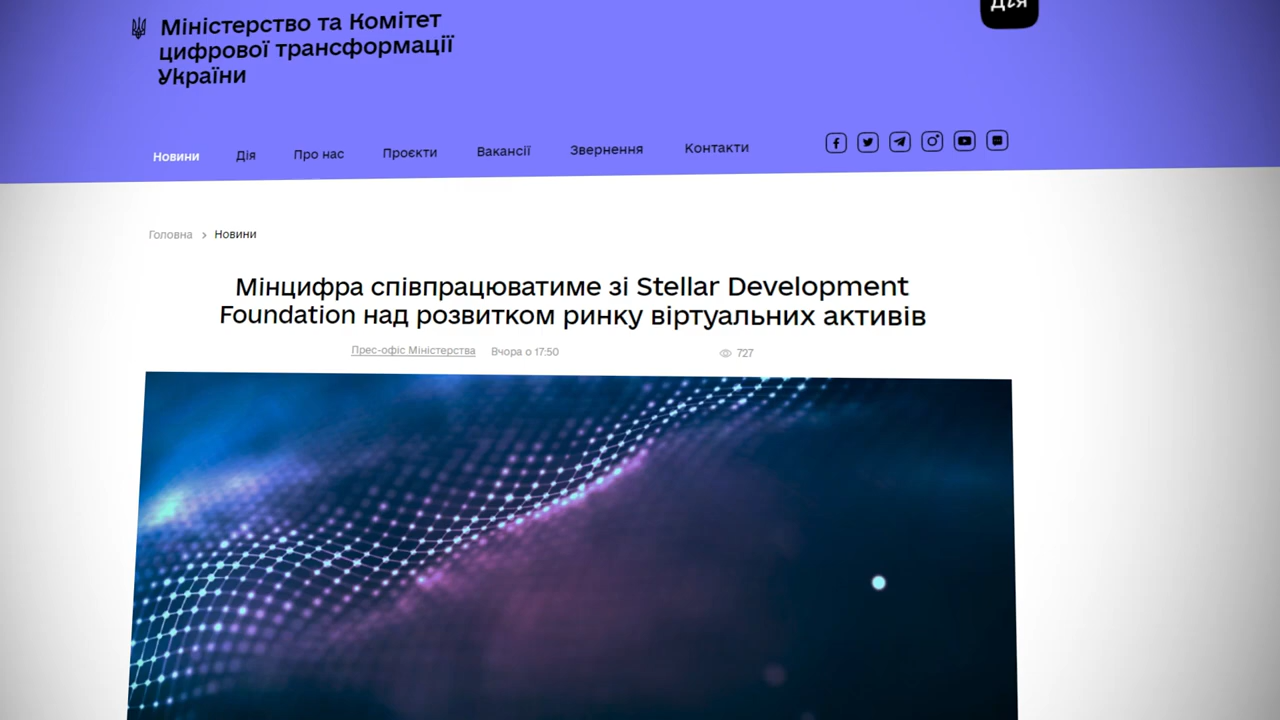 Міністерство та Комітет
цифрової трансформації
України
Дія
Новини Дія Про нас Проєкти Вакансії Звернення Контакти
Головна > Новини
Мінцифра співпрацюватиме зі Stellar Development
Foundation над розвитком ринку віртуальних активів
Прес-офіс Міністерства Вчора о 17:50 727